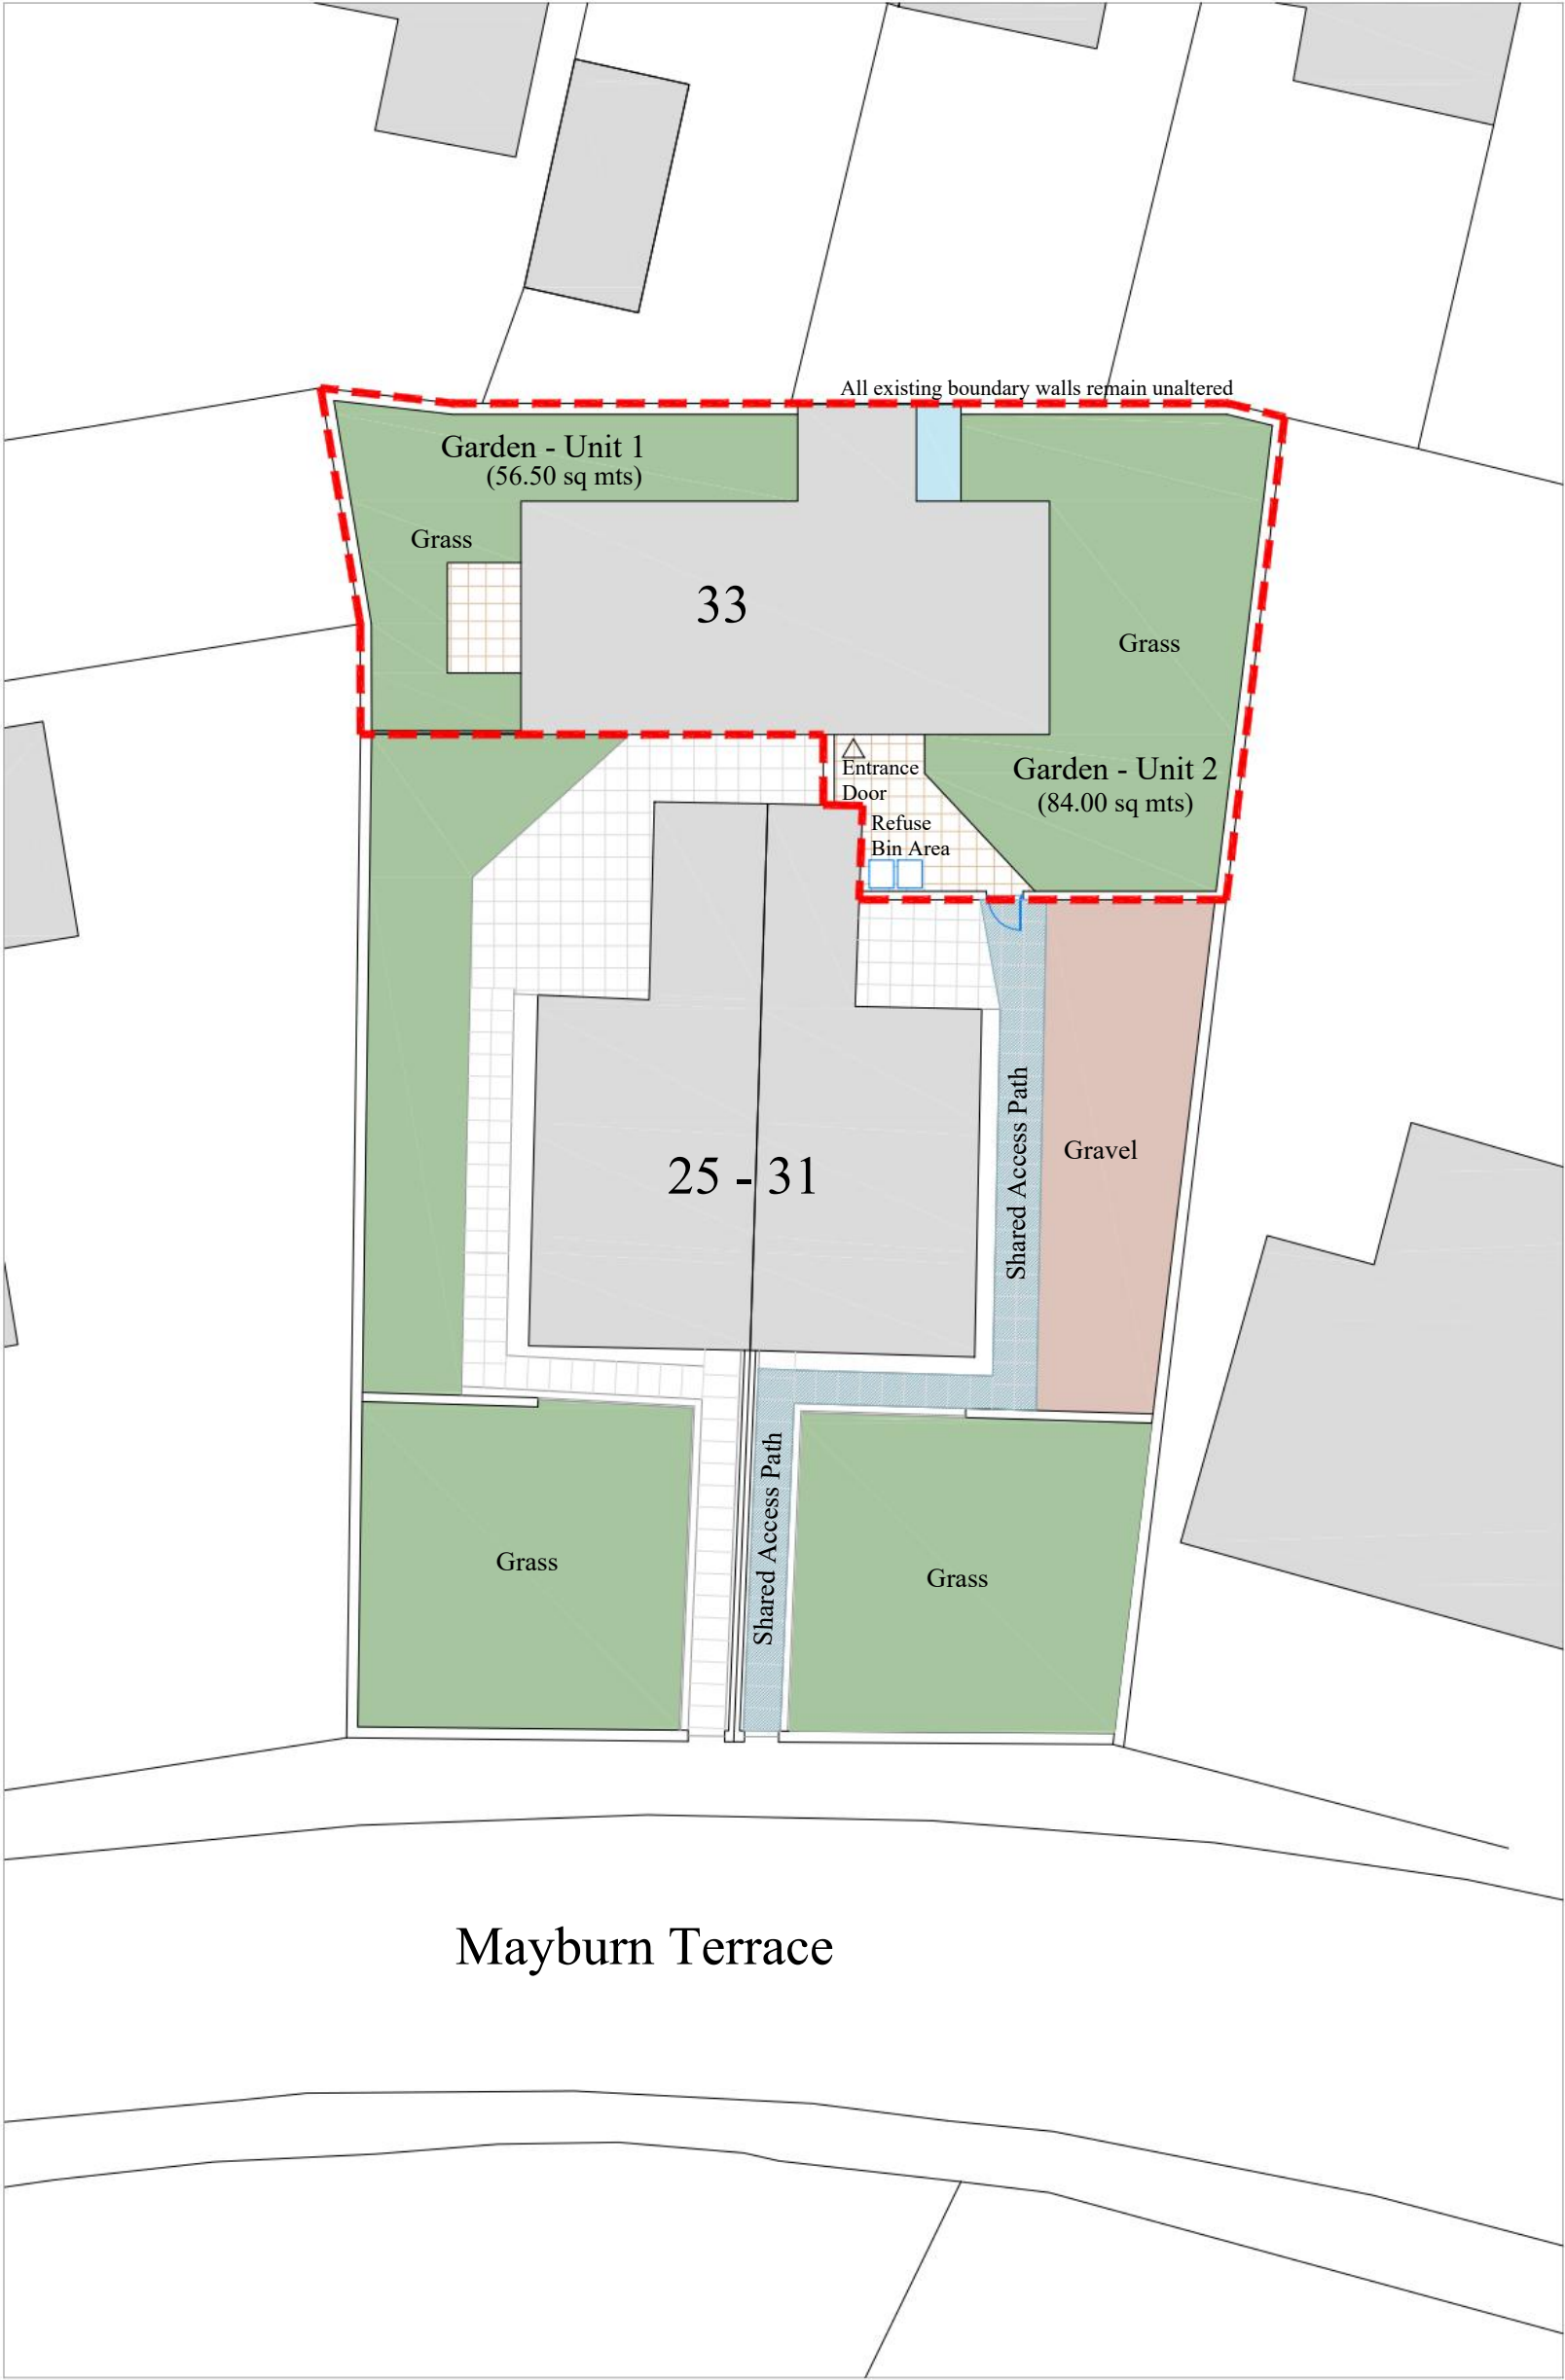 All existing boundary walls remain unaltered
Garden - Unit 1
(56.50 sq mts)
Grass
33
Grass
Entrance
Door
Garden - Unit 2
(84.00 sq mts)
Refuse
Bin Area
Shared Access Path
Gravel
25 - 31
Shared Access Path
Grass
Grass
Mayburn Terrace